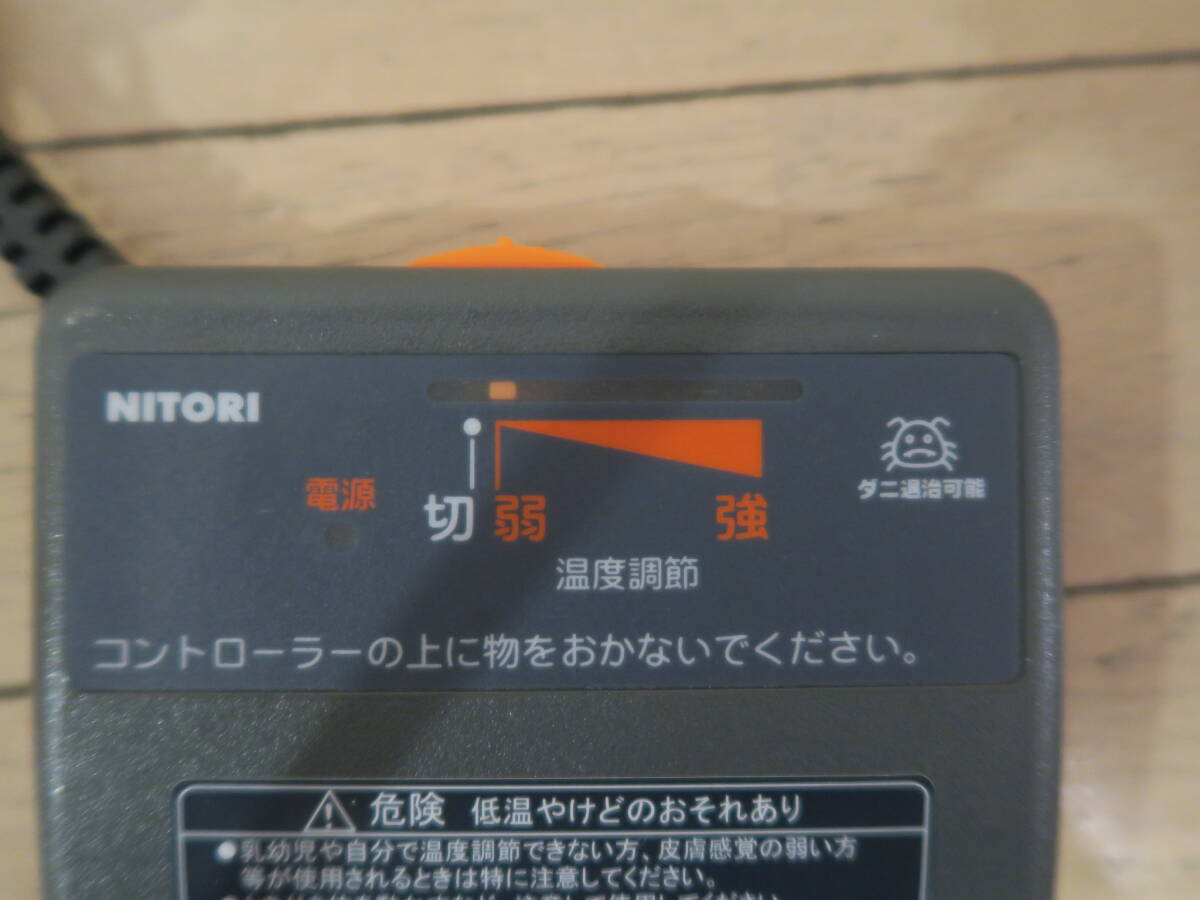 NITORI
電源
切 弱 強
ダニ退治可能
温度調節
コントローラーの上に物をおかないでください。
危険 低温やけどのおそれあり
●乳幼児や自分で温度調節できない方、皮膚感覚の弱い方
等が使用されるときは特に注意してください。